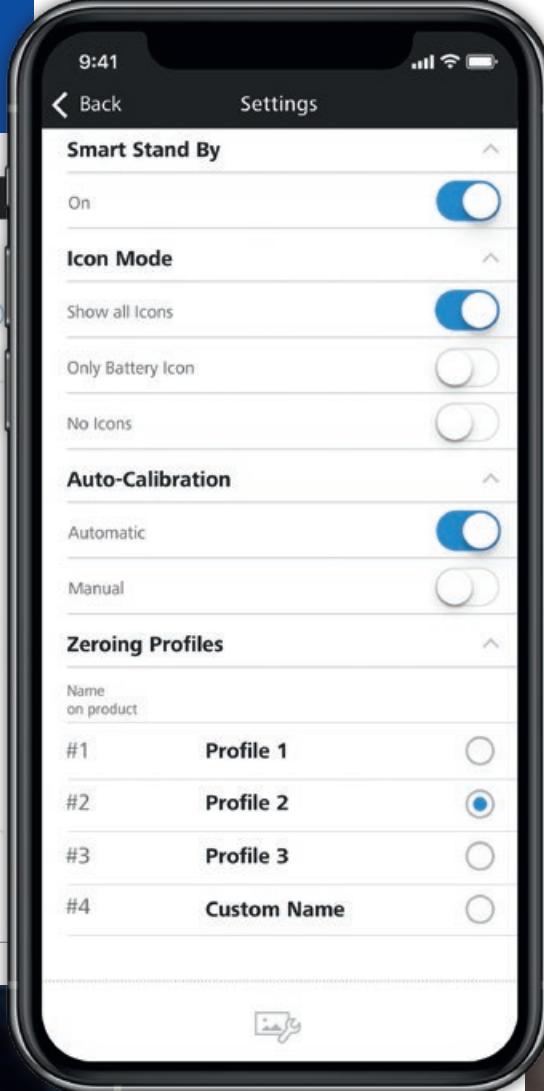 9:41
Back Settings
Smart Stand By
On
Icon Mode
Show all Icons
Only Battery Icon
No Icons
Auto-Calibration
Automatic
Manual
Zeroing Profiles
Name
on product
#1 Profile 1
#2 Profile 2
#3 Profile 3
#4 Custom Name